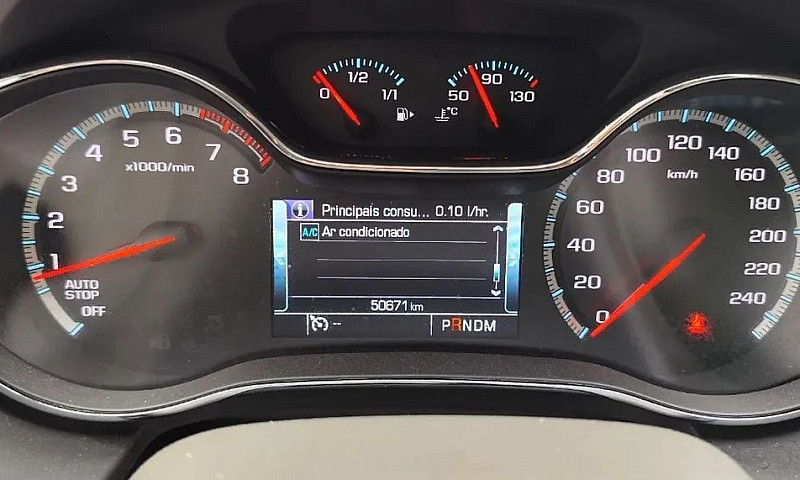 1/2
0
1/1
90
50
130
°C
1
2
3
4
5
6
7
8
x1000/min
AUTO
STOP
OFF
i Principais consu... 0.10 l/hr.
A/C Ar condicionado
50671 km
--
PRNDM
0
20
40
60
80
100
120
140
160
180
200
220
240
km/h